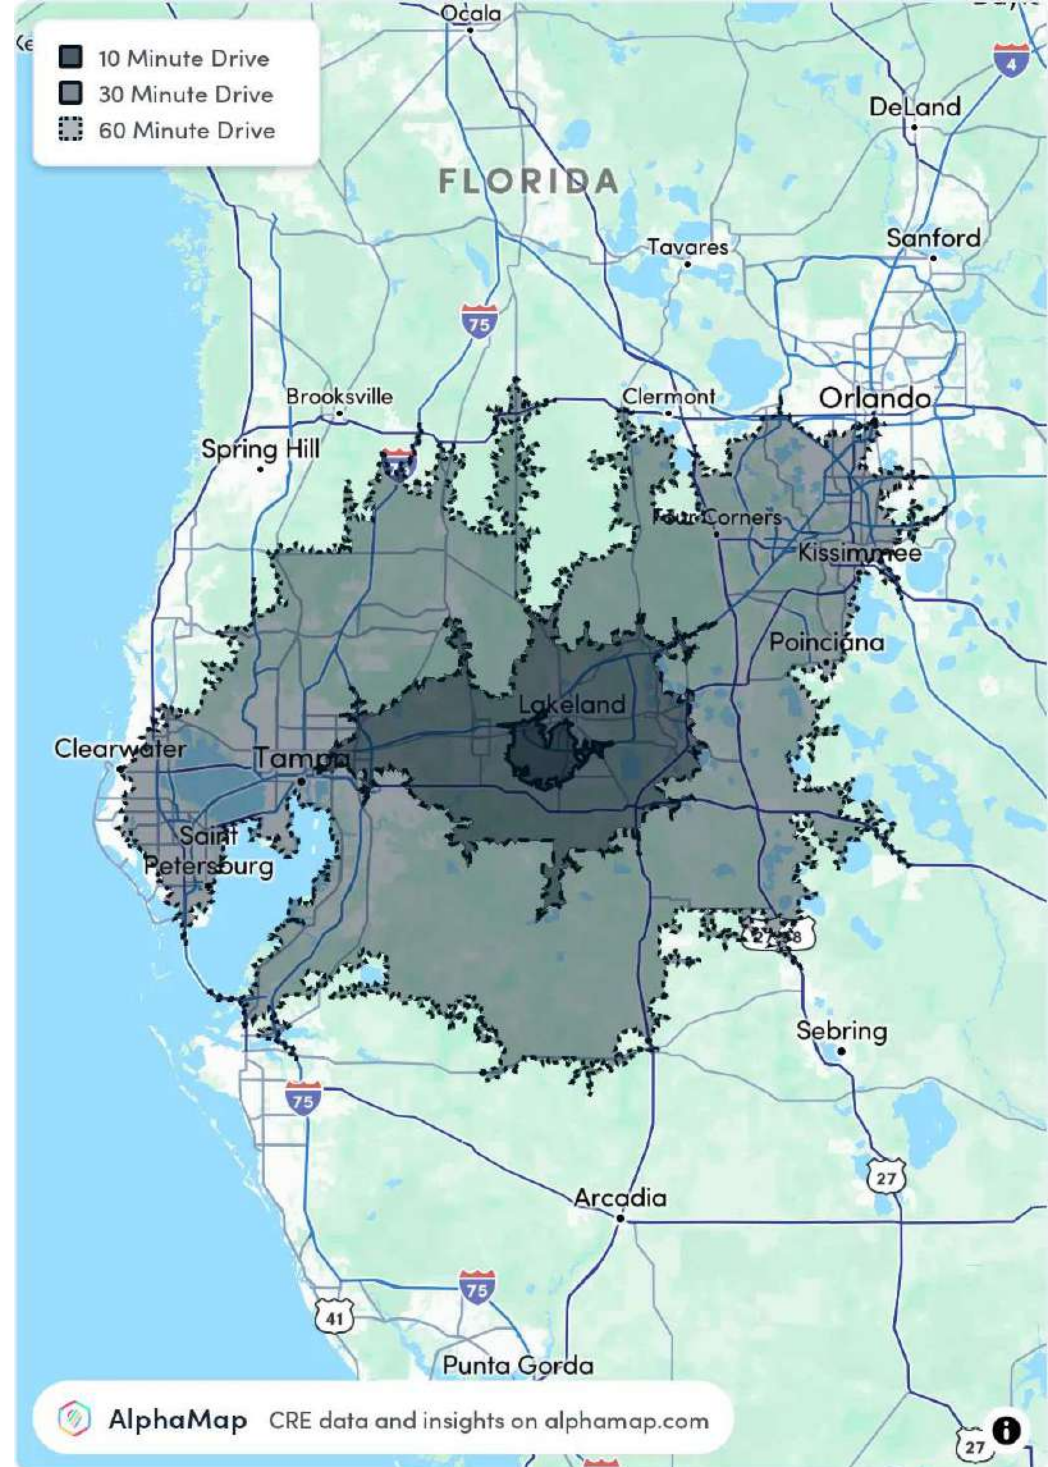 Ocala
10 Minute Drive
30 Minute Drive
60 Minute Drive
4
DeLand
FLORIDA
Sanford
Tavares
75
Brooksville
Clermont
Orlando
Spring Hill
Four Corners
Kissimmee
Poinciana
Lakeland
Clearwater
Tampa
Saint
Petersburg
27
Sebring
75
27
Arcadia
75
41
Punta Gorda
AlphaMap CRE data and insights on alphamap.com
27